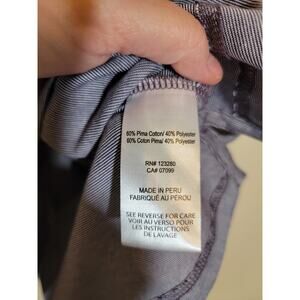 60% Pima Cotton/ 40% Polyester
60% Coton Pima/ 40% Polyester
RN# 123280
CA# 07099
MADE IN PERU
FABRIQUÉ AU PÉROU
SEE REVERSE FOR CARE
VOIR AU VERSO POUR
LES INSTRUCTIONS
DE LAVAGE